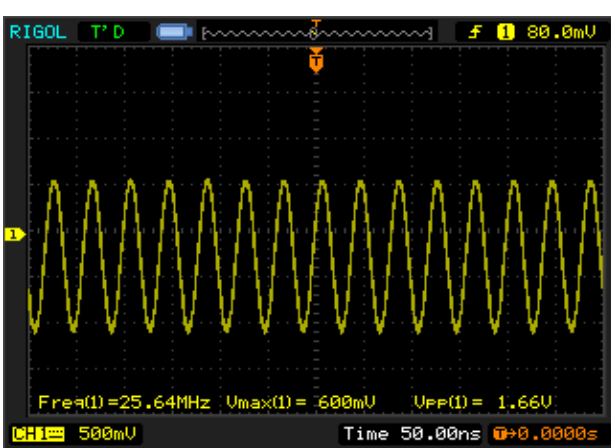 RIGOL T'D T f 1 80.0mV
T
1
Freq(1)=25.64MHz Vmax(1)= 600mV Vpp(1)= 1.66V
CH1 500mV Time 50.00ns T→0.0000s